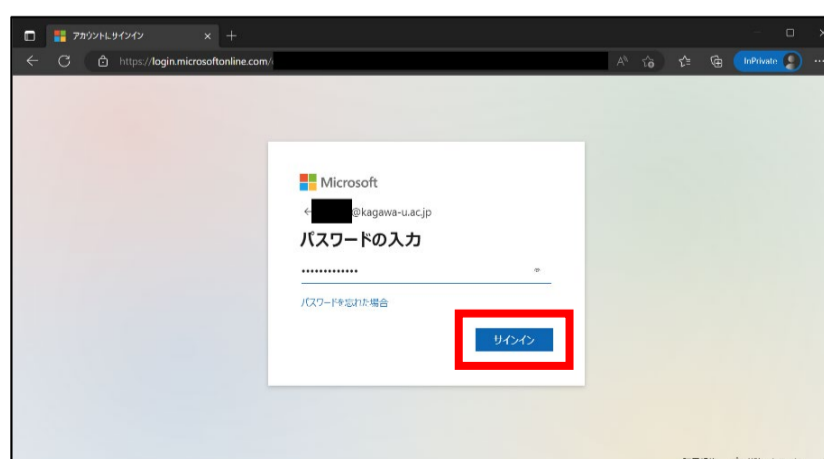 アカウントにサインイン
https://login.microsoftonline.com/
InPrivate
Microsoft
@kagawa-u.ac.jp
パスワードの入力
パスワードを忘れた場合
サインイン